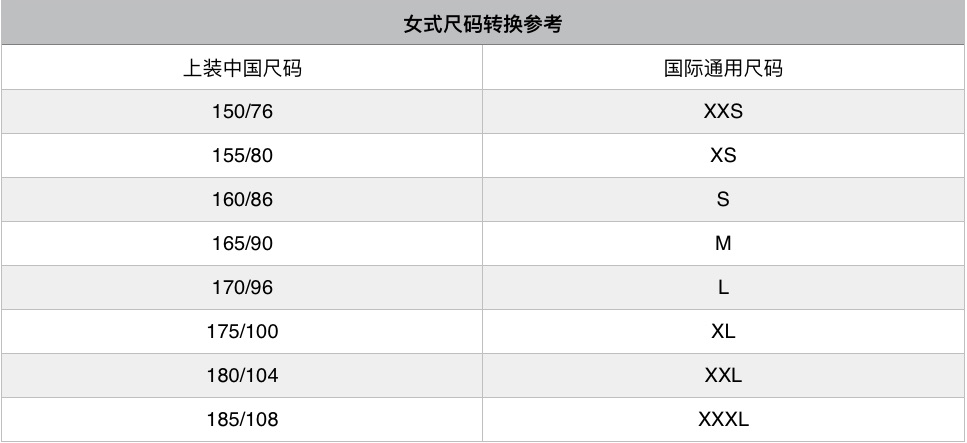 女式尺码转换参考
上装中国尺码 国际通用尺码
150/76 XXS
155/80 XS
160/86 S
165/90 M
170/96 L
175/100 XL
180/104 XXL
185/108 XXXL